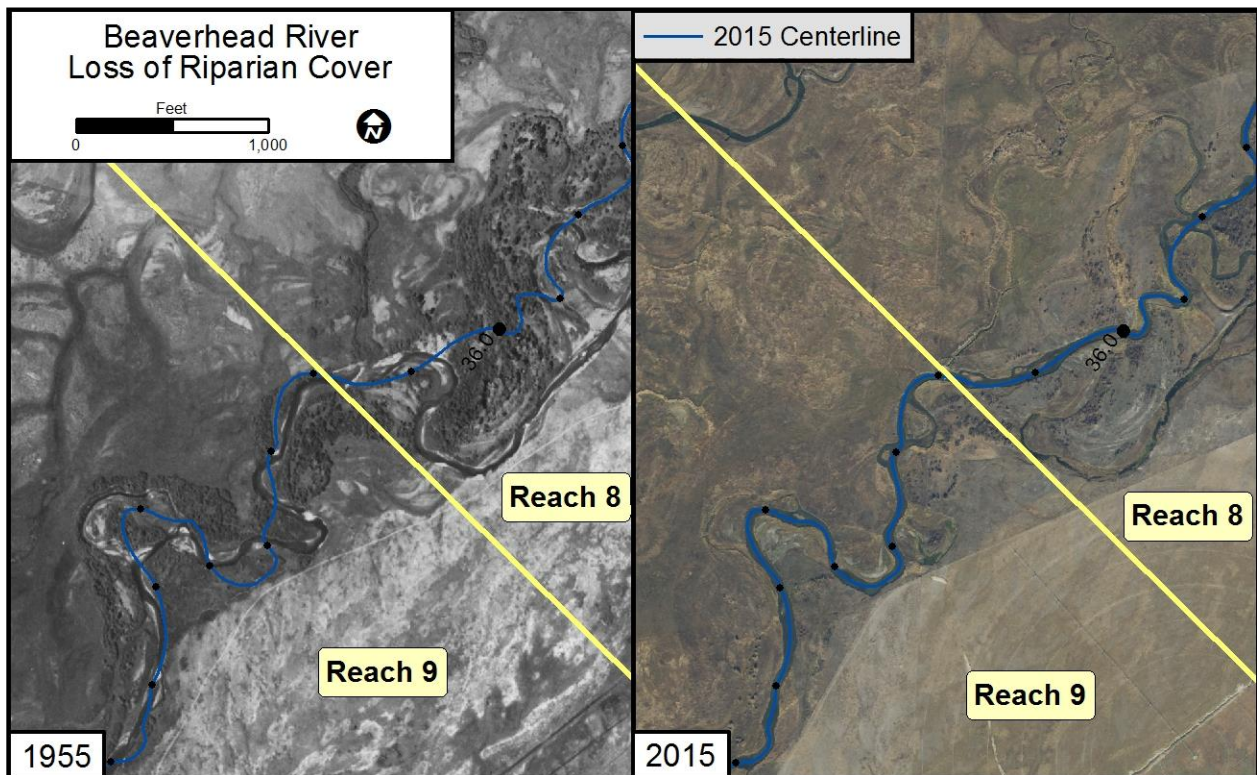 Beaverhead River
Loss of Riparian Cover
Feet
0 1,000
N
36.0
Reach 8
Reach 9
1955
2015 Centerline
36.0
Reach 8
Reach 9
2015